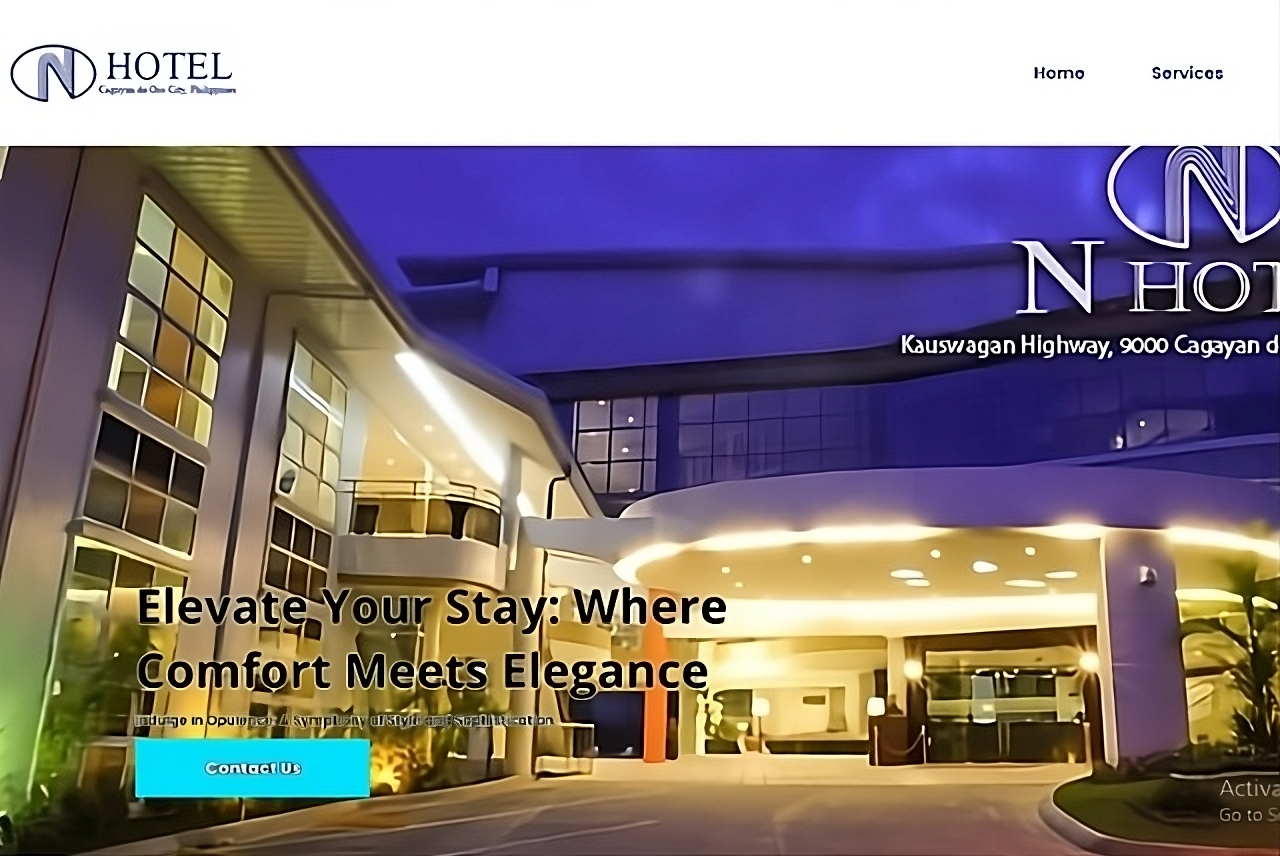 N HOTEL
Cagayan de Oro City, Philippines
Home Services
N
N HOT
Kauswagan Highway, 9000 Cagayan d
Elevate Your Stay: Where
Comfort Meets Elegance
Indulge in Opulence: A Symphony of Style and Sophistication
Contact Us
Activa
Go to S